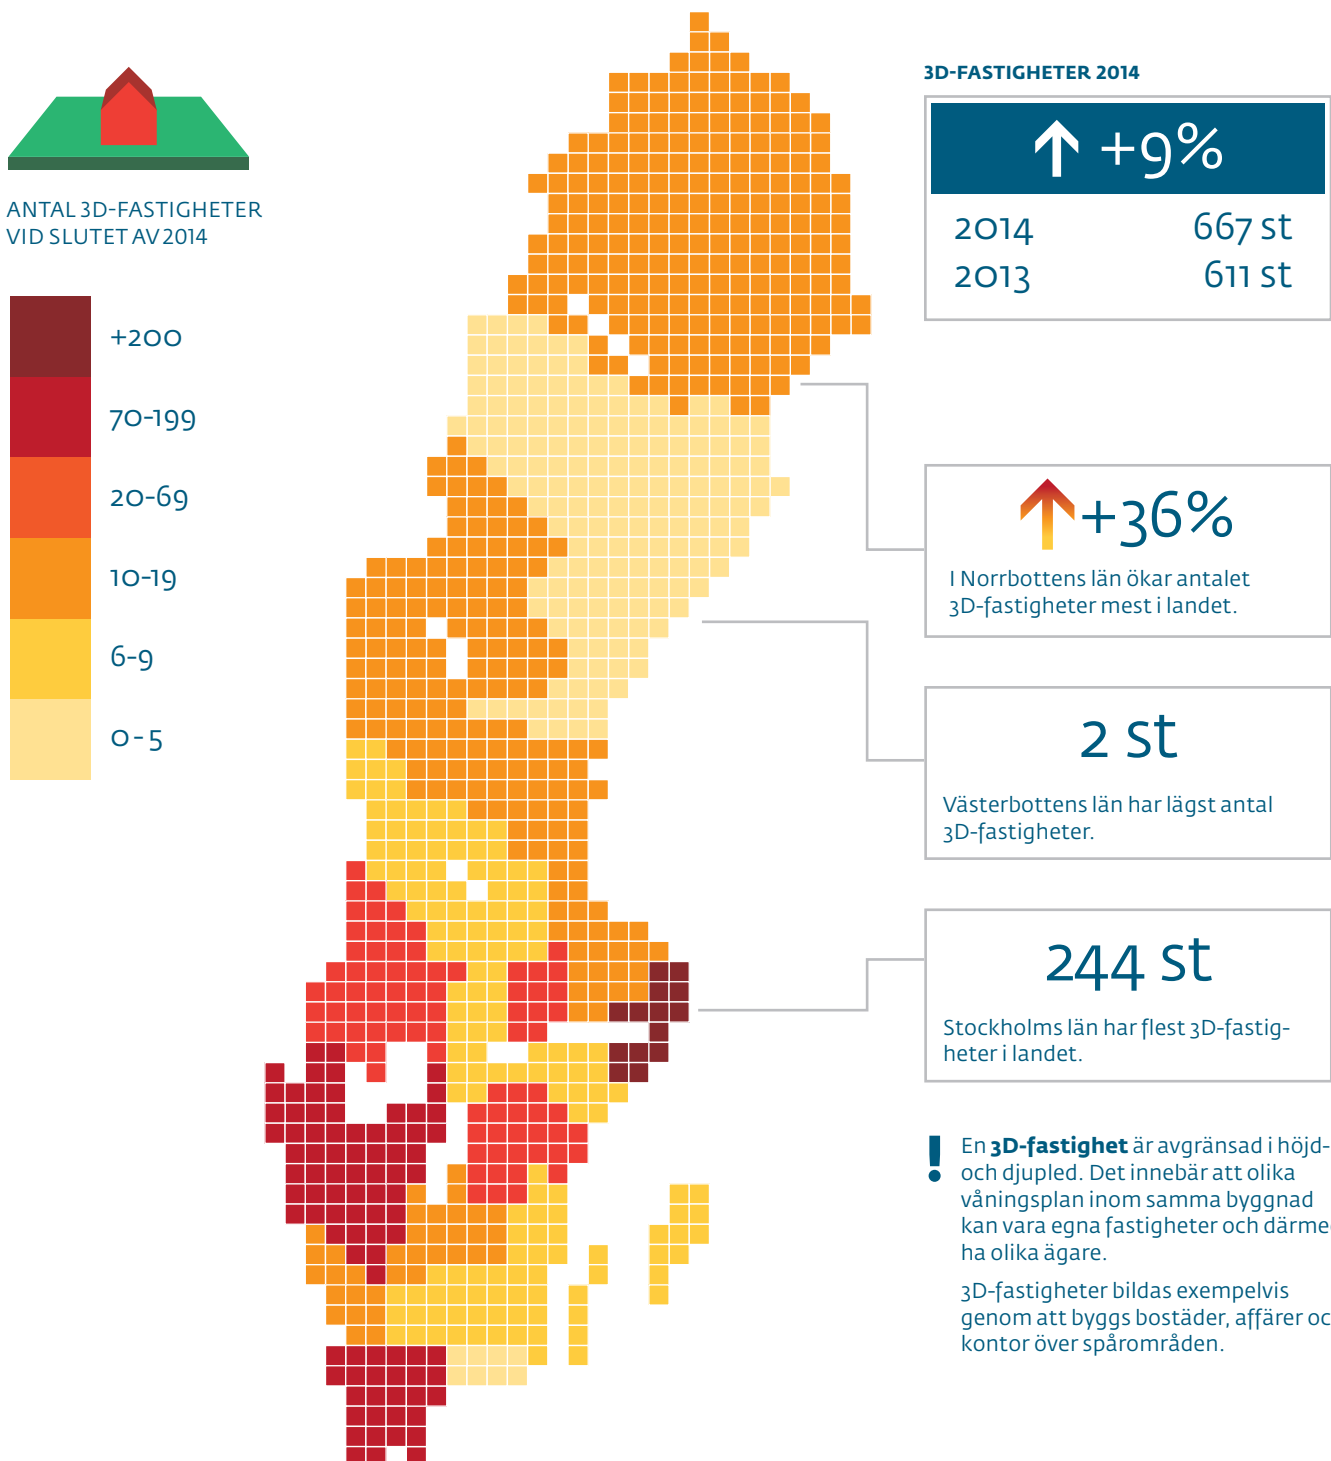 ANTAL 3D-FASTIGHETER
VID SLUTET AV 2014
+200
70-199
20-69
10-19
6-9
0-5
3D-FASTIGHETER 2014
+9%
2014 667 st
2013 611 st
+36%
I Norrbottens län ökar antalet
3D-fastigheter mest i landet.
2 st
Västerbottens län har lägst antal
3D-fastigheter.
244 st
Stockholms län har flest 3D-fastig-
heter i landet.
! En 3D-fastighet är avgränsad i höjd-
och djupled. Det innebär att olika
våningsplan inom samma byggnad
kan vara egna fastigheter och därme
ha olika ägare.
3D-fastigheter bildas exempelvis
genom att byggs bostäder, affärer oc
kontor över spårområden.